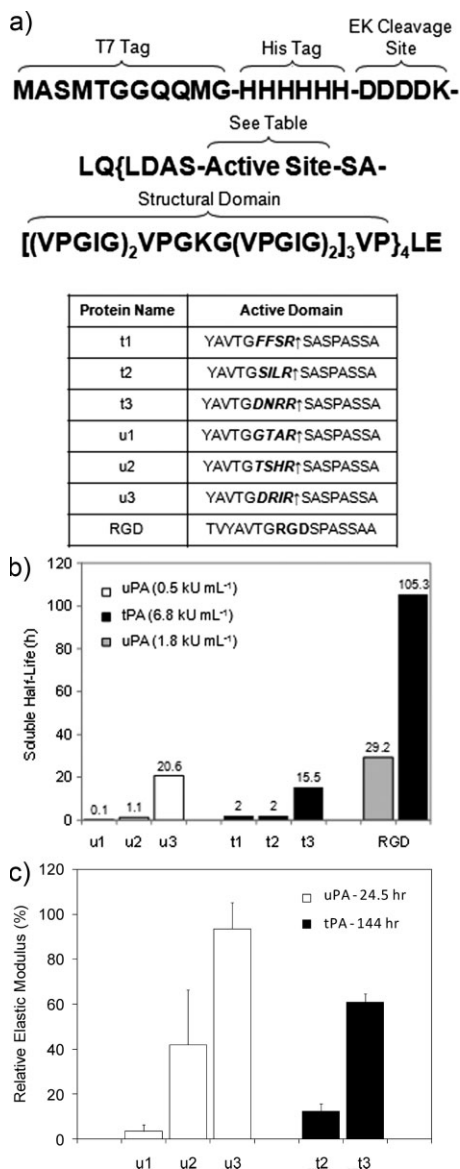 a)
T7 Tag His Tag EK Cleavage Site
MASMTGGQQMG-HHHHHH-DDDDK-
See Table
LQ{LDAS-Active Site-SA-
Structural Domain
[(VPGIG)₂VPGKG(VPGIG)₂]₃VP}₄LE
Protein Name Active Domain
t1 YAVTGFFSR↑SASPASSA
t2 YAVTGSILR↑SASPASSA
t3 YAVTGDNRR↑SASPASSA
u1 YAVTGGTAR↑SASPASSA
u2 YAVTGTSHR↑SASPASSA
u3 YAVTGDRIR↑SASPASSA
RGD TVYAVTGRGDSPASSAA
b)
Soluble Half-Life (h)
120
100
80
60
40
20
0
uPA (0.5 kU mL⁻¹)
tPA (6.8 kU mL⁻¹)
uPA (1.8 kU mL⁻¹)
0.1 1.1 20.6 2 2 15.5 29.2 105.3
u1 u2 u3 t1 t2 t3 RGD
c)
Relative Elastic Modulus (%)
120
100
80
60
40
20
0
uPA - 24.5 hr
tPA - 144 hr
u1 u2 u3 t2 t3